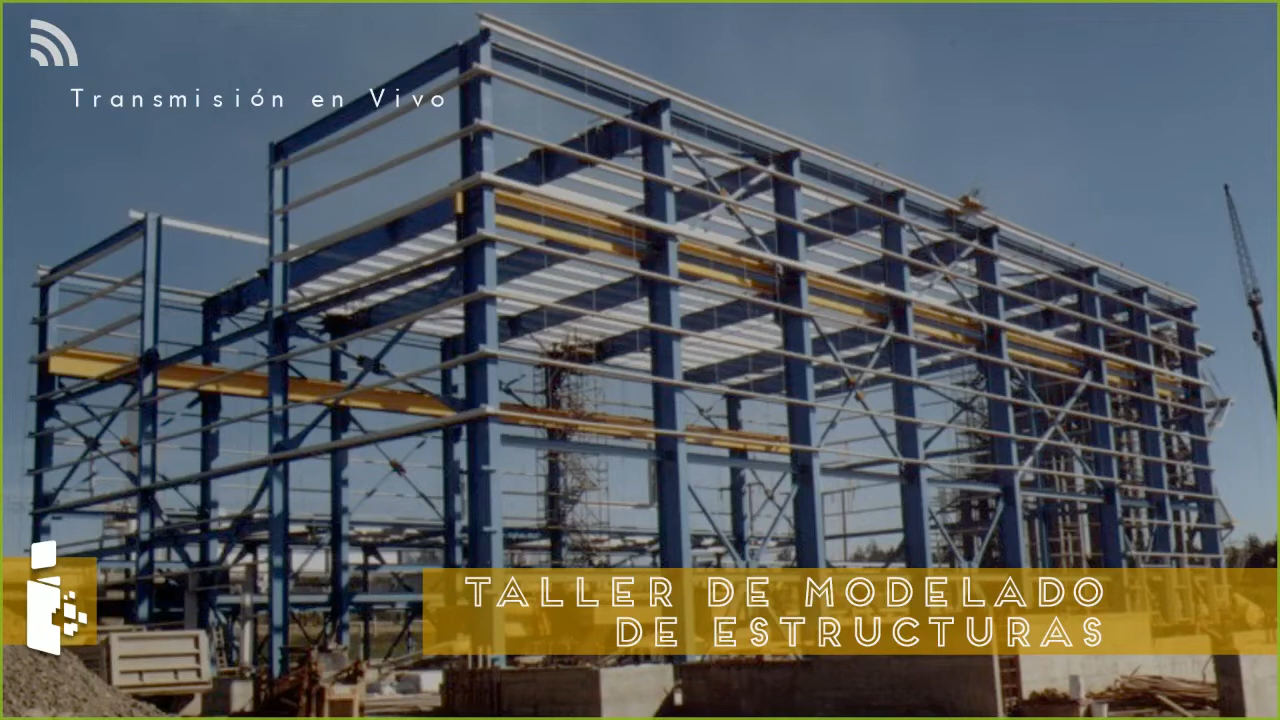 Transmisión en Vivo
TALLER DE MODELADO
DE ESTRUCTURAS